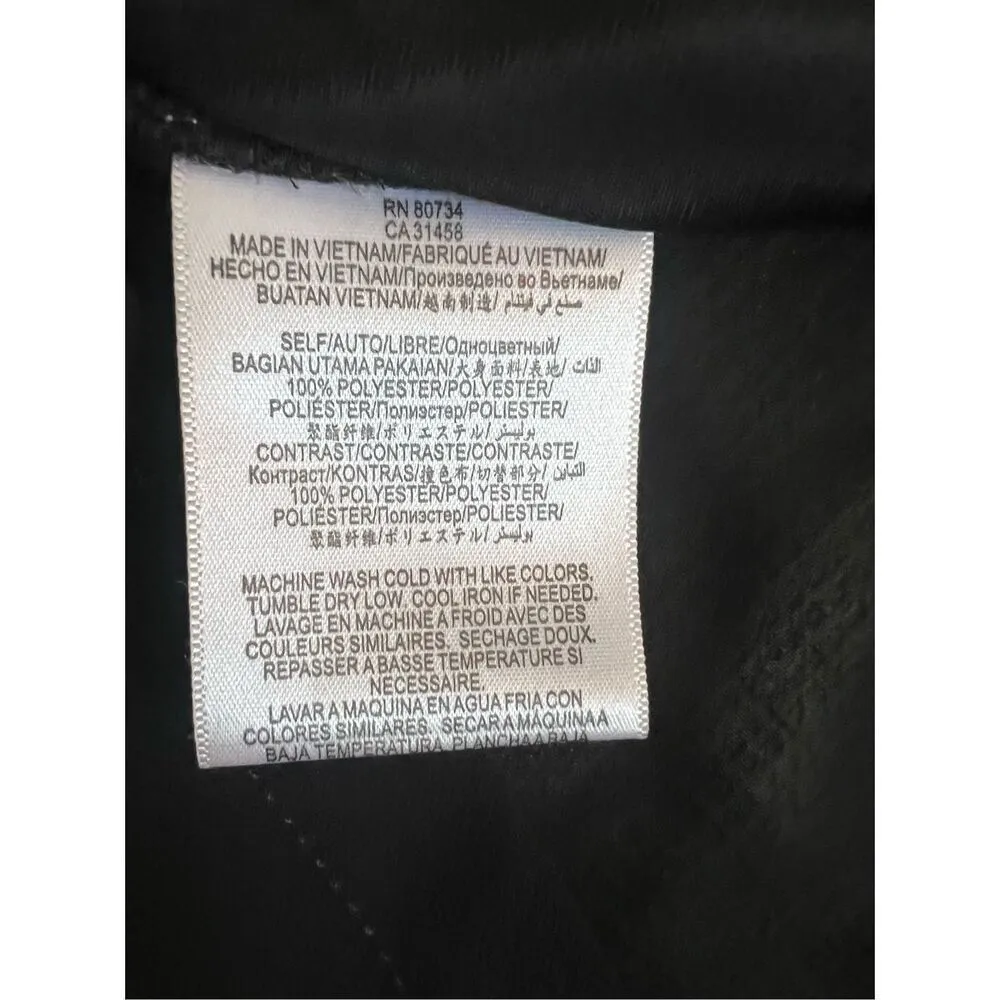 RN 80734
CA 31458
MADE IN VIETNAM/FABRIQUÉ AU VIETNAM/
HECHO EN VIETNAM/Произведено во Вьетнаме/
BUATAN VIETNAM/越南制造/ صنع في فيتنام
SELF/AUTO/LIBRE/Одноцветный/
BAGIAN UTAMA PAKAIAN/大身面料/表地/ الذات
100% POLYESTER/POLYESTER/
POLIÉSTER/Полиэстер/POLIESTER/
聚酯纤维/ポリエステル/ بوليستر
CONTRAST/CONTRASTE/CONTRASTE/
Контраст/KONTRAS/撞色布/切替部分/ التباين
100% POLYESTER/POLYESTER/
POLIÉSTER/Полиэстер/POLIESTER/
聚酯纤维/ポリエステル/ بوليستر
MACHINE WASH COLD WITH LIKE COLORS.
TUMBLE DRY LOW. COOL IRON IF NEEDED.
LAVAGE EN MACHINE A FROID AVEC DES
COULEURS SIMILAIRES. SECHAGE DOUX.
REPASSER A BASSE TEMPERATURE SI
NECESSAIRE.
LAVAR A MAQUINA EN AGUA FRIA CON
COLORES SIMILARES. SECAR A MAQUINA A
BAJA TEMPERATURA. PLANCHA A BAJA